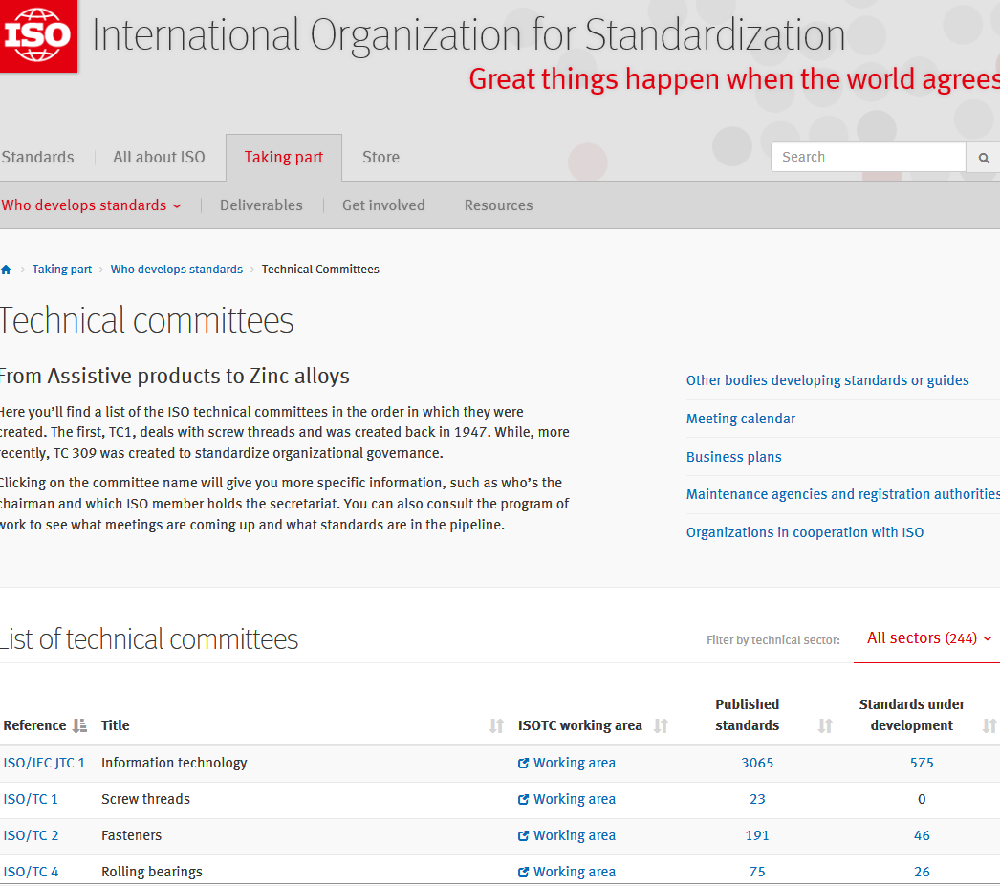 ISO
International Organization for Standardization
Great things happen when the world agrees
Standards All about ISO Taking part Store Search
Who develops standards Deliverables Get involved Resources
Taking part Who develops standards Technical Committees
Technical committees
From Assistive products to Zinc alloys
Here you’ll find a list of the ISO technical committees in the order in which they were
created. The first, TC1, deals with screw threads and was created back in 1947. While, more
recently, TC 309 was created to standardize organizational governance.
Clicking on the committee name will give you more specific information, such as who’s the
chairman and which ISO member holds the secretariat. You can also consult the program of
work to see what meetings are coming up and what standards are in the pipeline.
Other bodies developing standards or guides
Meeting calendar
Business plans
Maintenance agencies and registration authorities
Organizations in cooperation with ISO
List of technical committees
Filter by technical sector: All sectors (244)
Reference Title ISOTC working area Published standards Standards under development
ISO/IEC JTC 1 Information technology Working area 3065 575
ISO/TC 1 Screw threads Working area 23 0
ISO/TC 2 Fasteners Working area 191 46
ISO/TC 4 Rolling bearings Working area 75 26